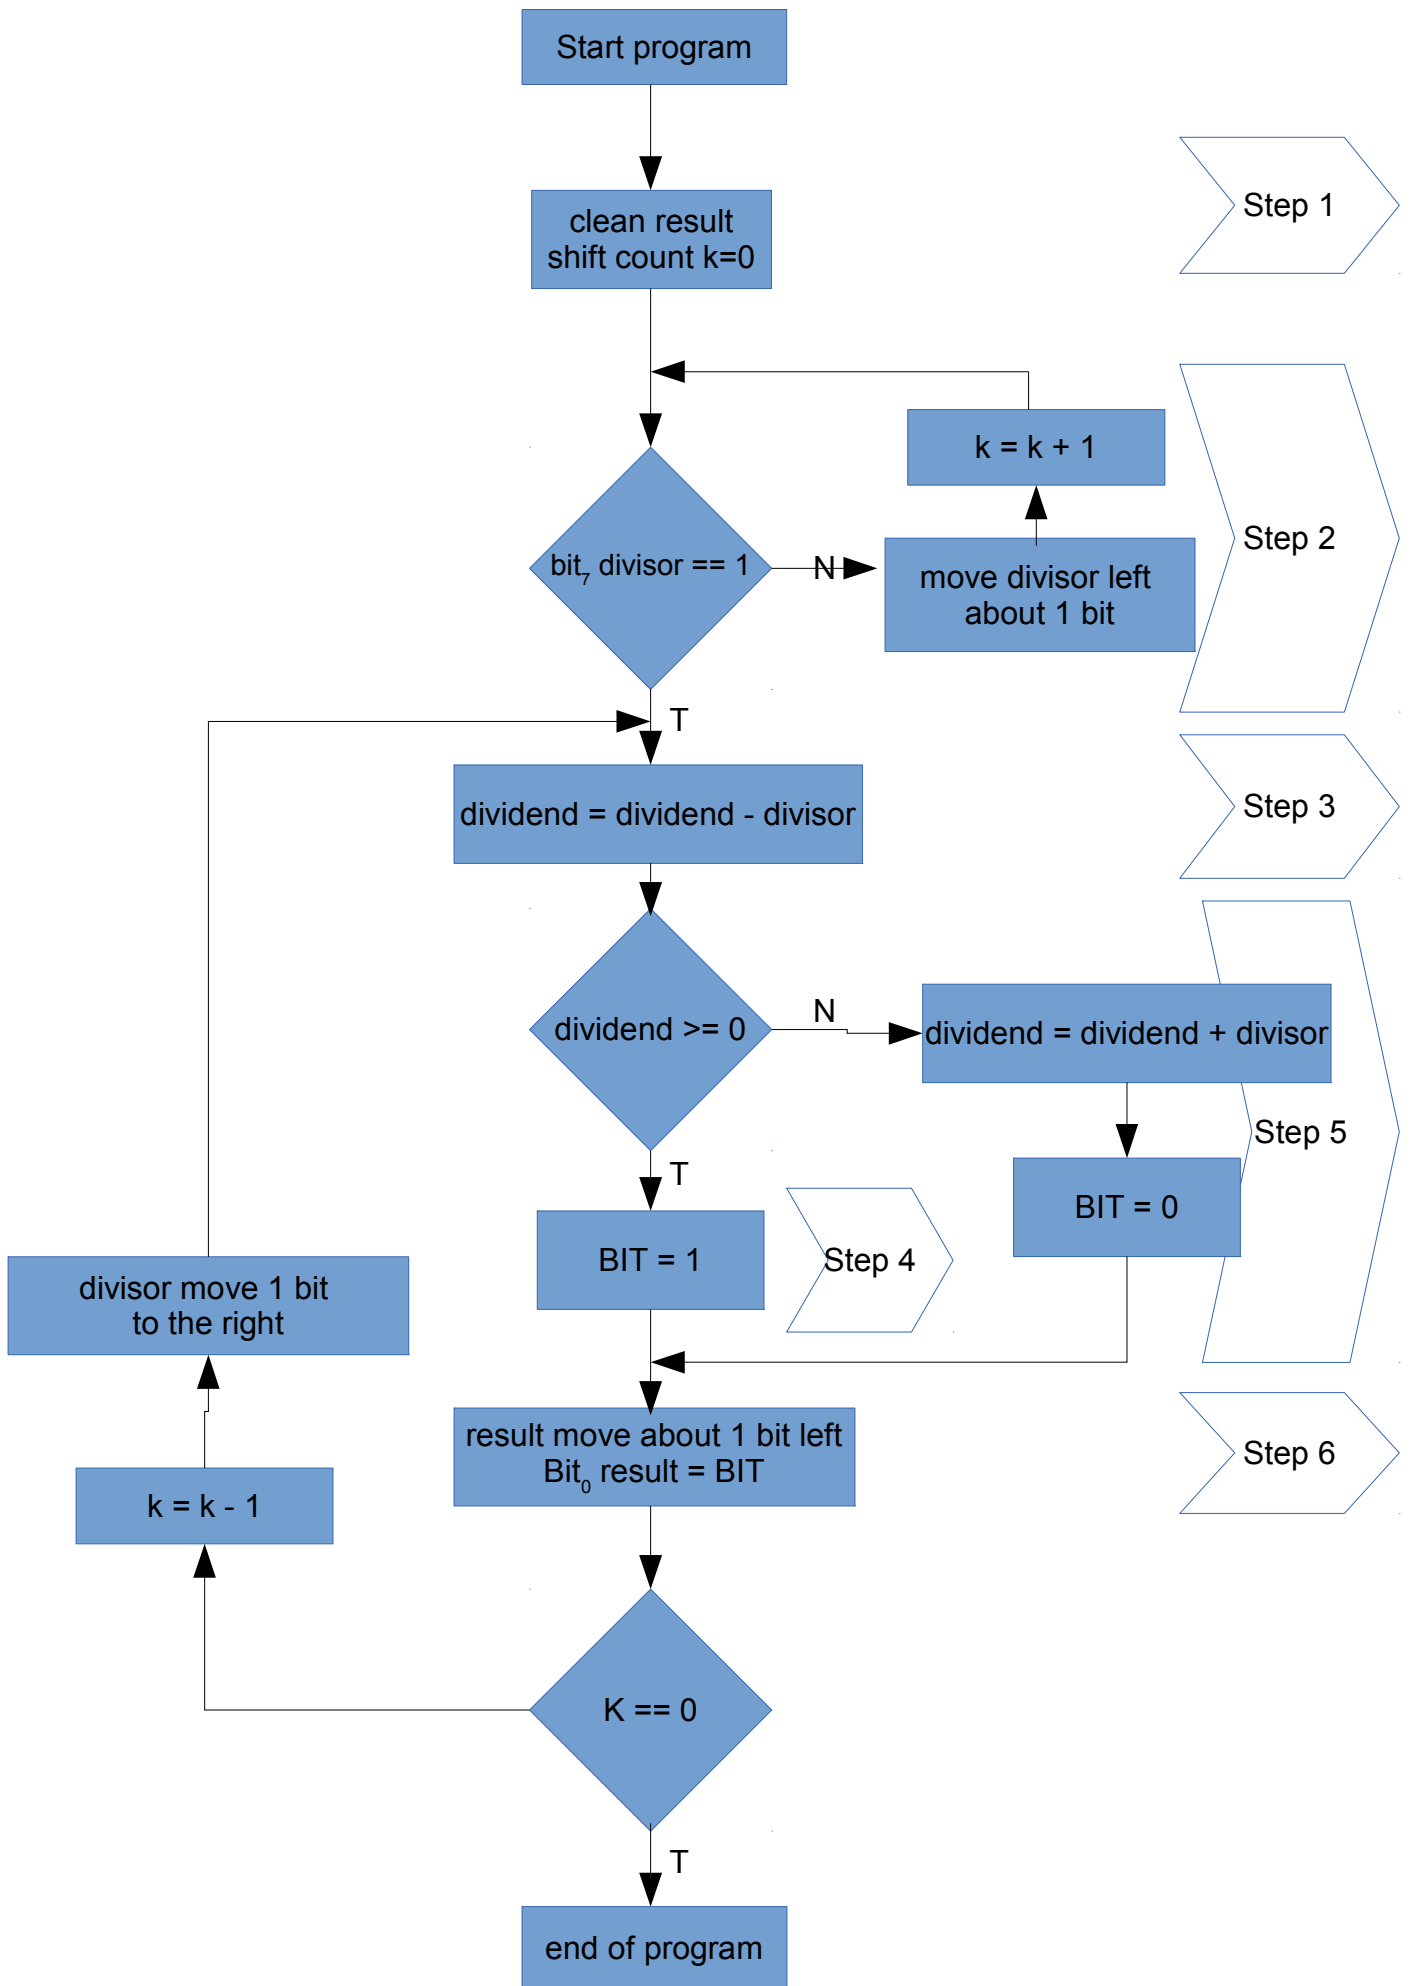 Start program
clean result
shift count k=0
Step 1
k = k + 1
bit7 divisor == 1
N
move divisor left
about 1 bit
Step 2
T
dividend = dividend - divisor
Step 3
dividend >= 0
N
dividend = dividend + divisor
Step 5
T
BIT = 1
Step 4
BIT = 0
divisor move 1 bit
to the right
result move about 1 bit left
Bit0 result = BIT
Step 6
k = k - 1
K == 0
T
end of program